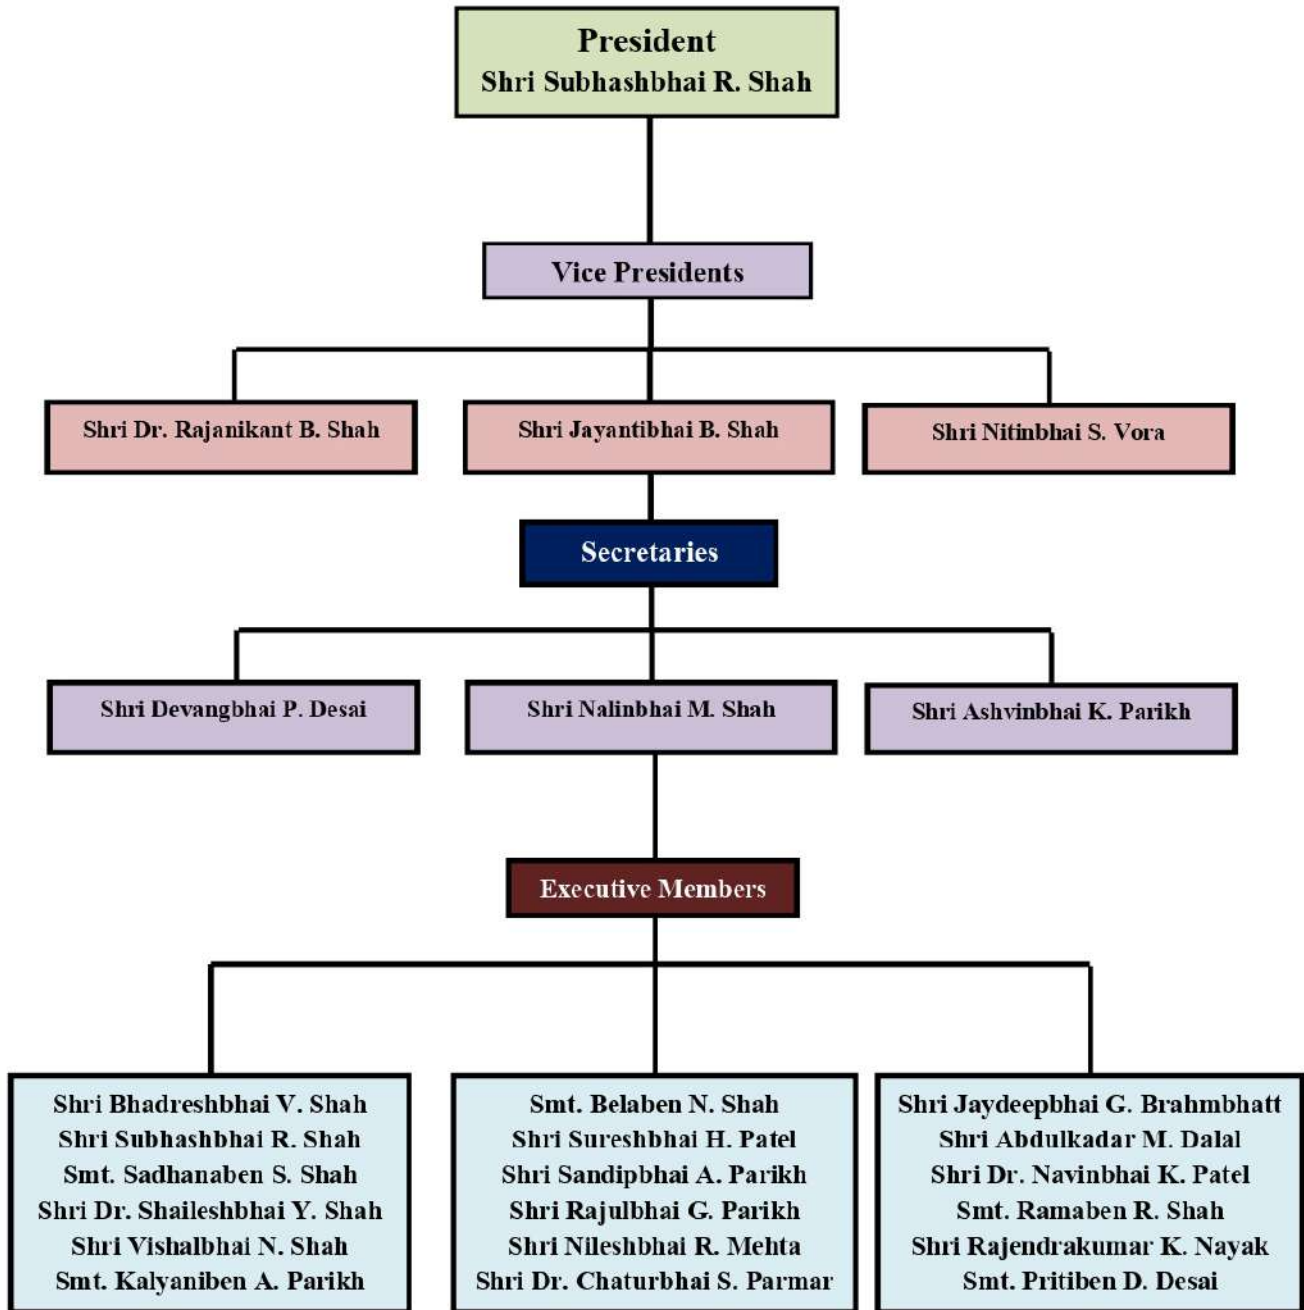 President
Shri Subhashbhai R. Shah
Vice Presidents
Shri Dr. Rajanikant B. Shah
Shri Jayantibhai B. Shah
Shri Nitinbhai S. Vora
Secretaries
Shri Devangbhai P. Desai
Shri Nalinbhai M. Shah
Shri Ashvinbhai K. Parikh
Executive Members
Shri Bhadreshbhai V. Shah
Shri Subhashbhai R. Shah
Smt. Sadhanaben S. Shah
Shri Dr. Shaileshbhai Y. Shah
Shri Vishalbhai N. Shah
Smt. Kalyaniben A. Parikh
Smt. Belaben N. Shah
Shri Sureshbhai H. Patel
Shri Sandipbhai A. Parikh
Shri Rajulbhai G. Parikh
Shri Nileshbhai R. Mehta
Shri Dr. Chaturbhai S. Parmar
Shri Jaydeepbhai G. Brahmbhatt
Shri Abdulkadar M. Dalal
Shri Dr. Navinbhai K. Patel
Smt. Ramaben R. Shah
Shri Rajendrakumar K. Nayak
Smt. Pritiben D. Desai